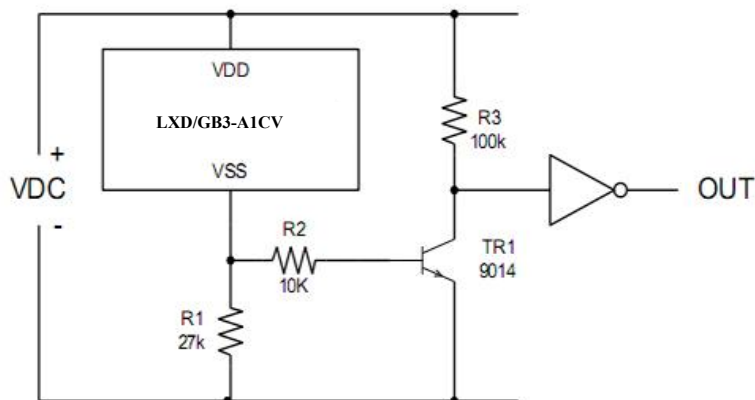 VDD
LXD/GB3-A1CV
VSS
+
VDC
-
R1
27k
R2
10K
R3
100k
TR1
9014
OUT